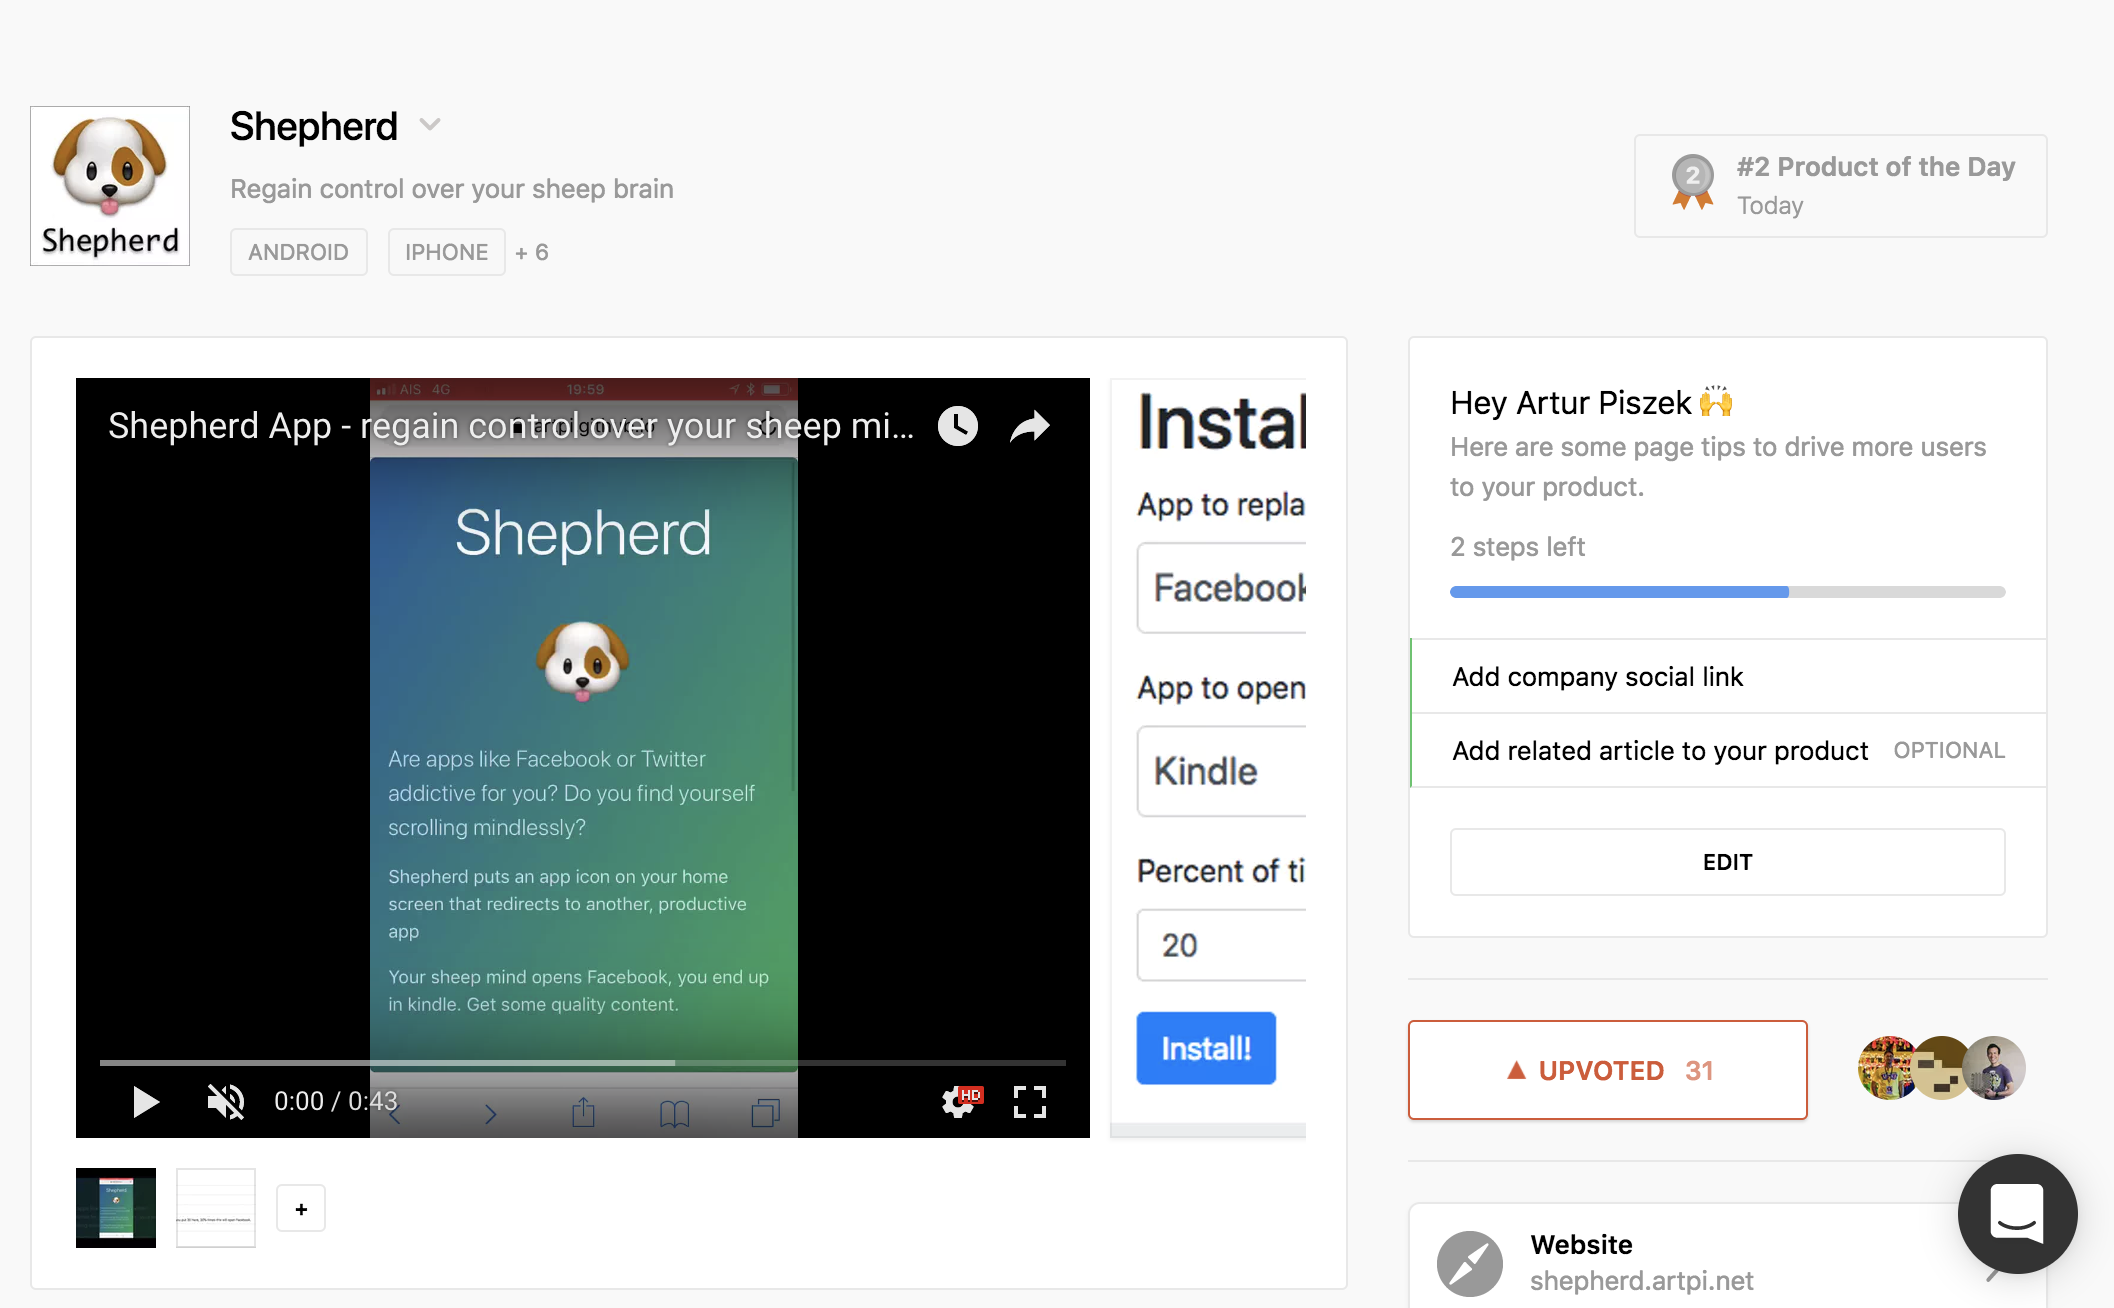 Shepherd
Shepherd
Regain control over your sheep brain
ANDROID
IPHONE
+ 6
2
#2 Product of the Day
Today
AIS 4G
19:59
Shepherd App - regain control over your sheep mi...
Shepherd
Are apps like Facebook or Twitter
addictive for you? Do you find yourself
scrolling mindlessly?
Shepherd puts an app icon on your home
screen that redirects to another, productive
app
Your sheep mind opens Facebook, you end up
in kindle. Get some quality content.
0:00 / 0:43
HD
Instal
App to repla
Facebook
App to open
Kindle
Percent of ti
20
Install!
+
Hey Artur Piszek 🙌
Here are some page tips to drive more users
to your product.
2 steps left
Add company social link
Add related article to your product OPTIONAL
EDIT
▲ UPVOTED 31
Website
shepherd.artpi.net